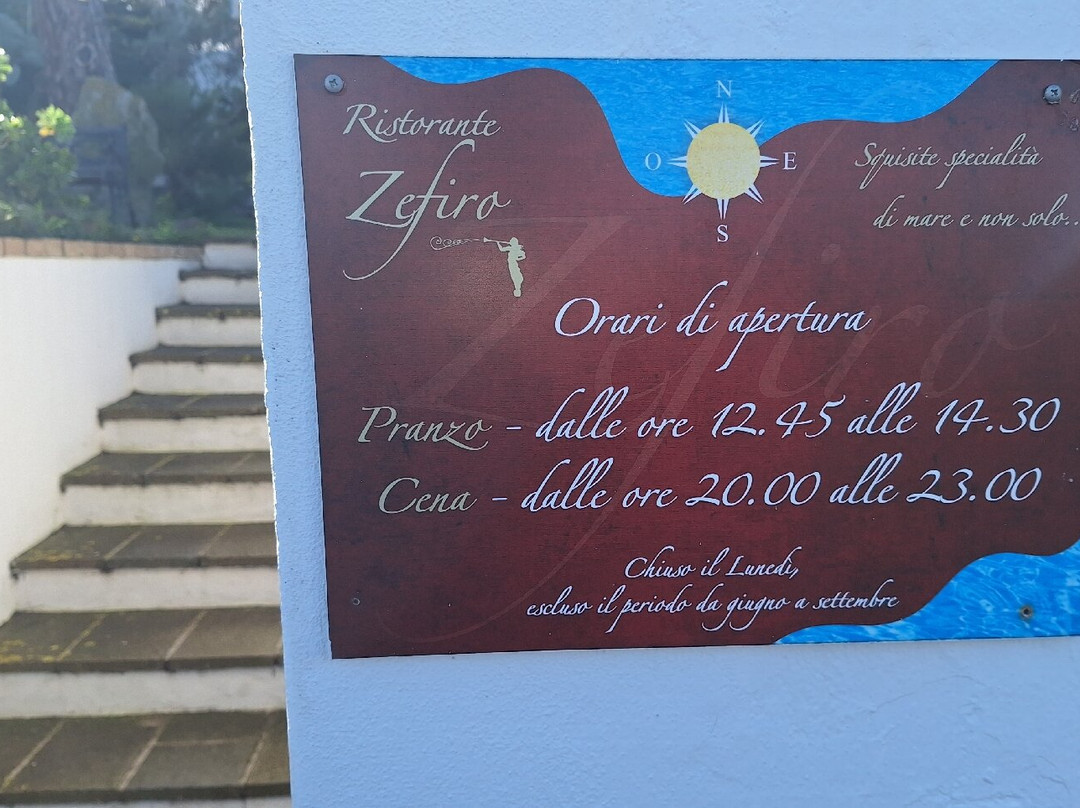 Ristorante
Zefiro
N
O
E
S
Squisite specialità
di mare e non solo..
Orari di apertura
Pranzo - dalle ore 12.45 alle 14.30
Cena - dalle ore 20.00 alle 23.00
Chiuso il Lunedì,
escluso il periodo da giugno a settembre